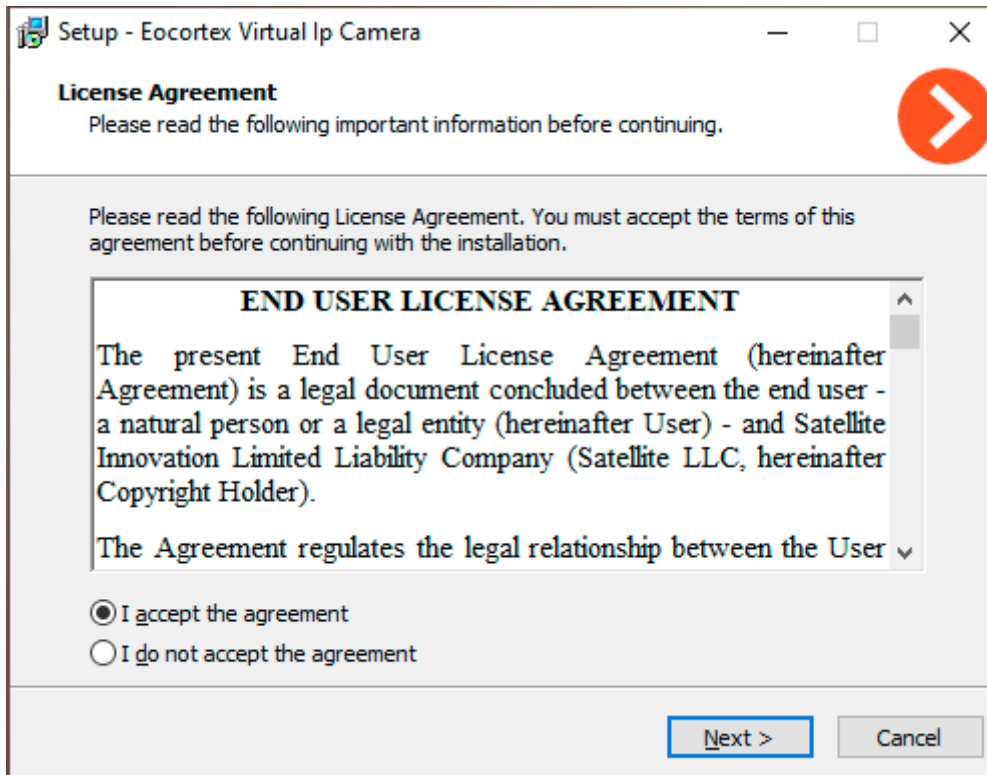 Setup - Eocortex Virtual Ip Camera
License Agreement
Please read the following important information before continuing.
Please read the following License Agreement. You must accept the terms of this
agreement before continuing with the installation.
END USER LICENSE AGREEMENT
The present End User License Agreement (hereinafter
Agreement) is a legal document concluded between the end user -
a natural person or a legal entity (hereinafter User) - and Satellite
Innovation Limited Liability Company (Satellite LLC, hereinafter
Copyright Holder).
The Agreement regulates the legal relationship between the User
I accept the agreement
I do not accept the agreement
Next >
Cancel